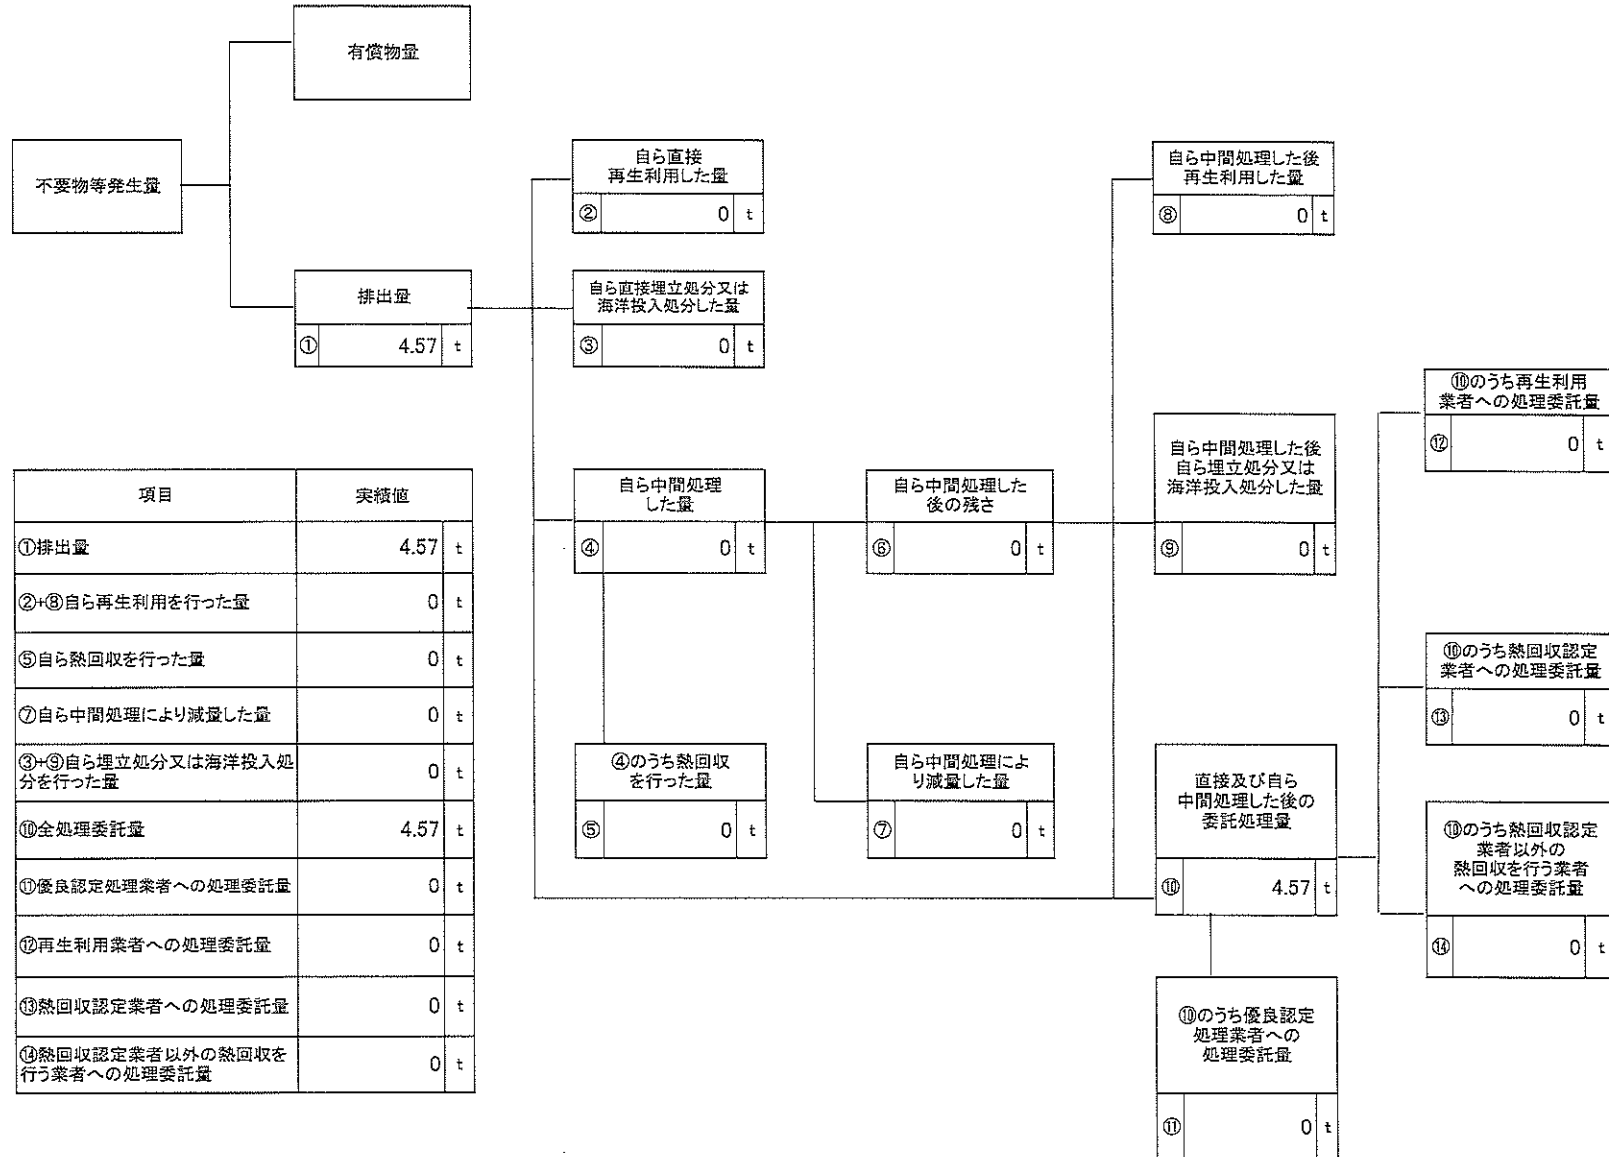 有償物量
不要物等発生量
排出量
① 4.57 t
自ら直接
再生利用した量
② 0 t
自ら直接埋立処分又は
海洋投入処分した量
③ 0 t
自ら中間処理
した量
④ 0 t
④のうち熱回収
を行った量
⑤ 0 t
自ら中間処理した
後の残さ
⑥ 0 t
自ら中間処理によ
り減量した量
⑦ 0 t
自ら中間処理した後
再生利用した量
⑧ 0 t
自ら中間処理した後
自ら埋立処分又は
海洋投入処分した量
⑨ 0 t
直接及び自ら
中間処理した後の
委託処理量
⑩ 4.57 t
⑩のうち優良認定
処理業者への
処理委託量
⑪ 0 t
⑩のうち再生利用
業者への処理委託量
⑫ 0 t
⑩のうち熱回収認定
業者への処理委託量
⑬ 0 t
⑩のうち熱回収認定
業者以外の
熱回収を行う業者
への処理委託量
⑭ 0 t
項目 実績値
①排出量 4.57 t
②+⑧自ら再生利用を行った量 0 t
⑤自ら熱回収を行った量 0 t
⑦自ら中間処理により減量した量 0 t
③+⑨自ら埋立処分又は海洋投入処
分を行った量 0 t
⑩全処理委託量 4.57 t
⑪優良認定処理業者への処理委託量 0 t
⑫再生利用業者への処理委託量 0 t
⑬熱回収認定業者への処理委託量 0 t
⑭熱回収認定業者以外の熱回収を
行う業者への処理委託量 0 t